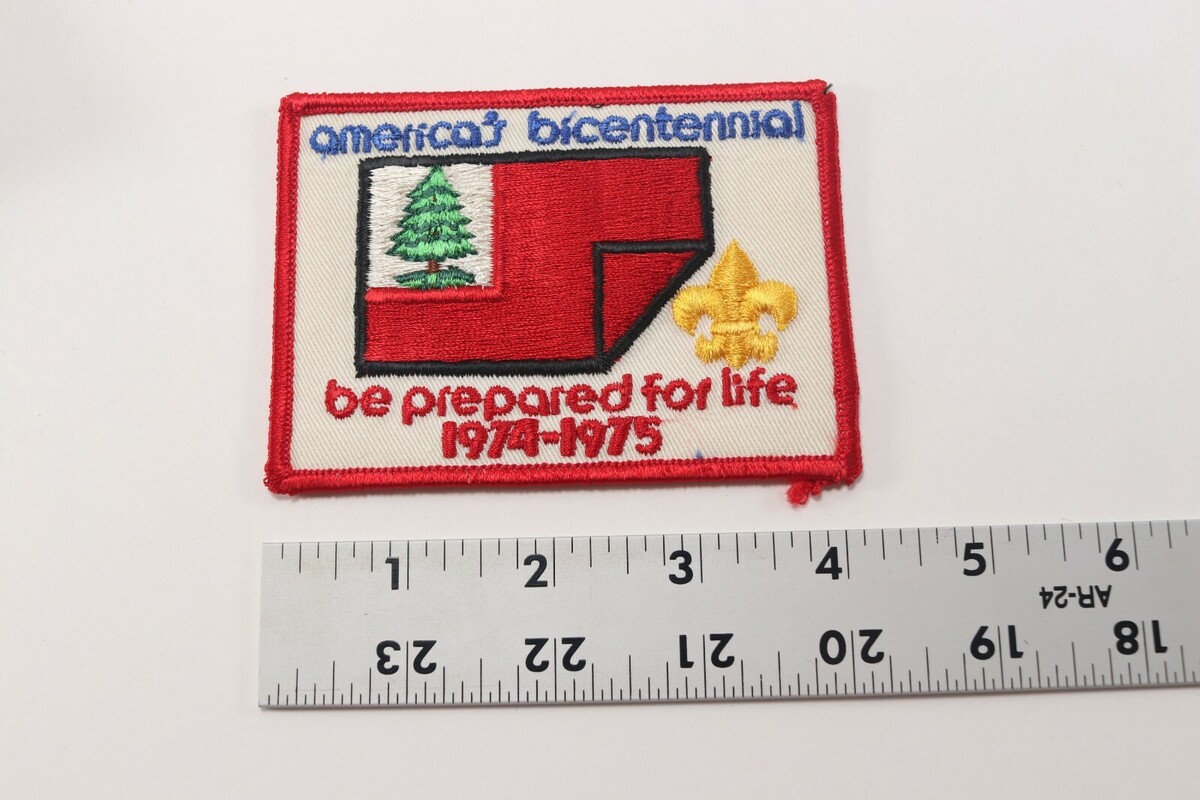 america's bicentennial
be prepared for life
1974-1975
1 2 3 4 5 6
AR-24
23 22 21 20 19 18